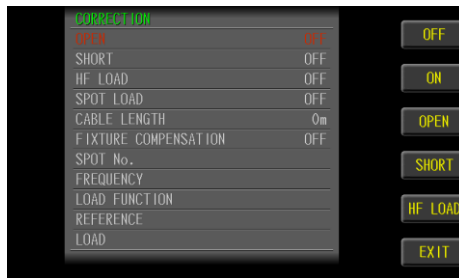 CORRECTION
OPEN OFF
SHORT OFF
HF LOAD OFF
SPOT LOAD OFF
CABLE LENGTH 0m
FIXTURE COMPENSATION OFF
SPOT No.
FREQUENCY
LOAD FUNCTION
REFERENCE
LOAD
OFF
ON
OPEN
SHORT
HF LOAD
EXIT